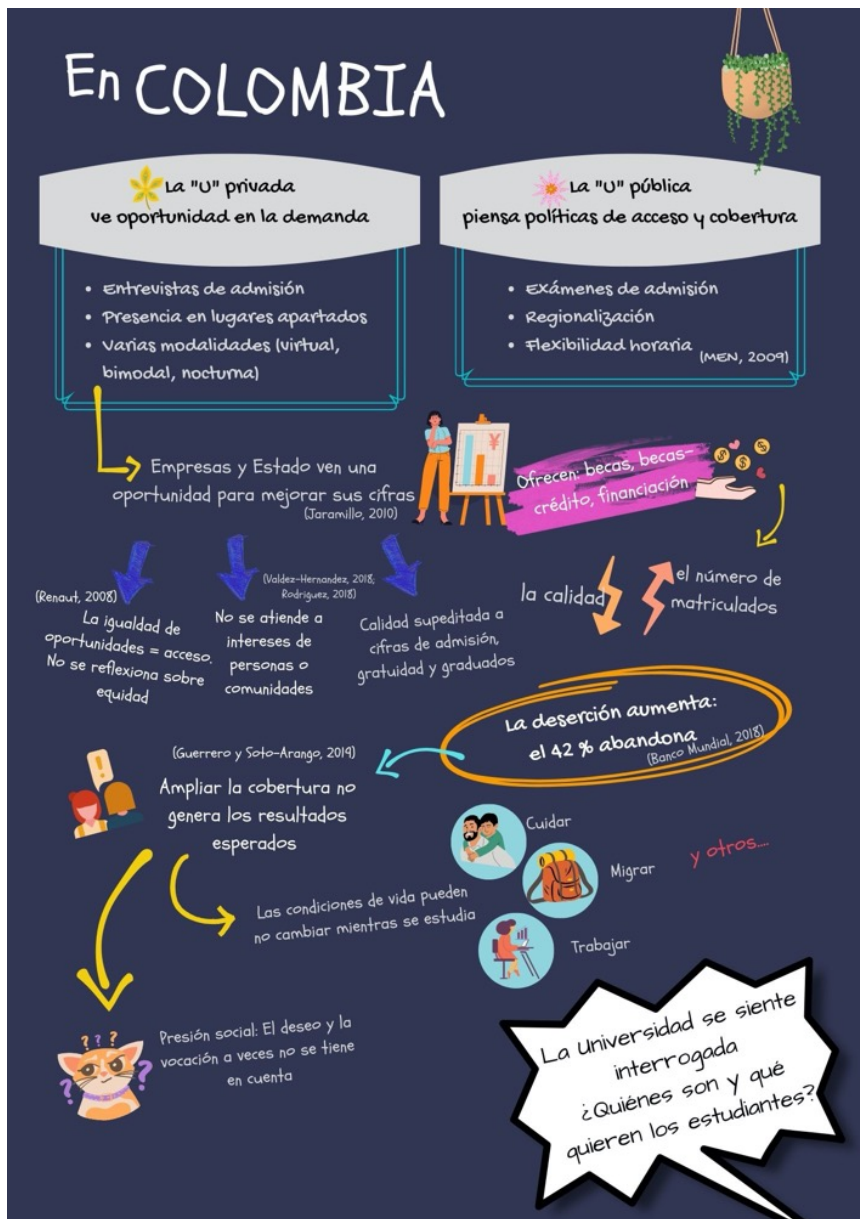 En COLOMBIA
La "U" privada
ve oportunidad en la demanda
• Entrevistas de admisión
• Presencia en lugares apartados
• Varias modalidades (virtual,
bimodal, nocturna)
La "U" pública
piensa políticas de acceso y cobertura
• Exámenes de admisión
• Regionalización
• Flexibilidad horaria
(MEN, 2009)
Empresas y Estado ven una
oportunidad para mejorar sus cifras
(Jaramillo, 2010)
¥
Ofrecen: becas, becas-
crédito, financiación
$ $ $ $
(Renaut, 2008)
La igualdad de
oportunidades = acceso.
No se reflexiona sobre
equidad
(Valdez-Hernandez, 2018;
Rodriguez, 2018)
No se atiende a
intereses de
personas o
comunidades
Calidad supeditada a
cifras de admisión,
gratuidad y graduados
la calidad
el número de
matriculados
La deserción aumenta:
el 42 % abandona
(Banco Mundial, 2018)
!
(Guerrero y Soto-Arango, 2019)
Ampliar la cobertura no
genera los resultados
esperados
Las condiciones de vida pueden
no cambiar mientras se estudia
Cuidar
Migrar
Trabajar
y otros....
? ? ?
? ?
Presión social: El deseo y la
vocación a veces no se tiene
en cuenta
La Universidad se siente
interrogada
¿Quiénes son y qué
quieren los estudiantes?